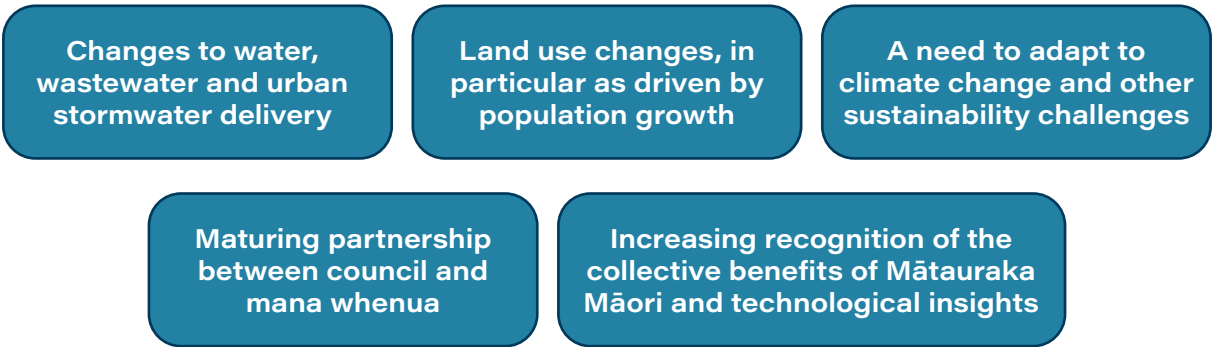 Changes to water,
wastewater and urban
stormwater delivery
Land use changes, in
particular as driven by
population growth
A need to adapt to
climate change and other
sustainability challenges
Maturing partnership
between council and
mana whenua
Increasing recognition of the
collective benefits of Mātauraka
Māori and technological insights